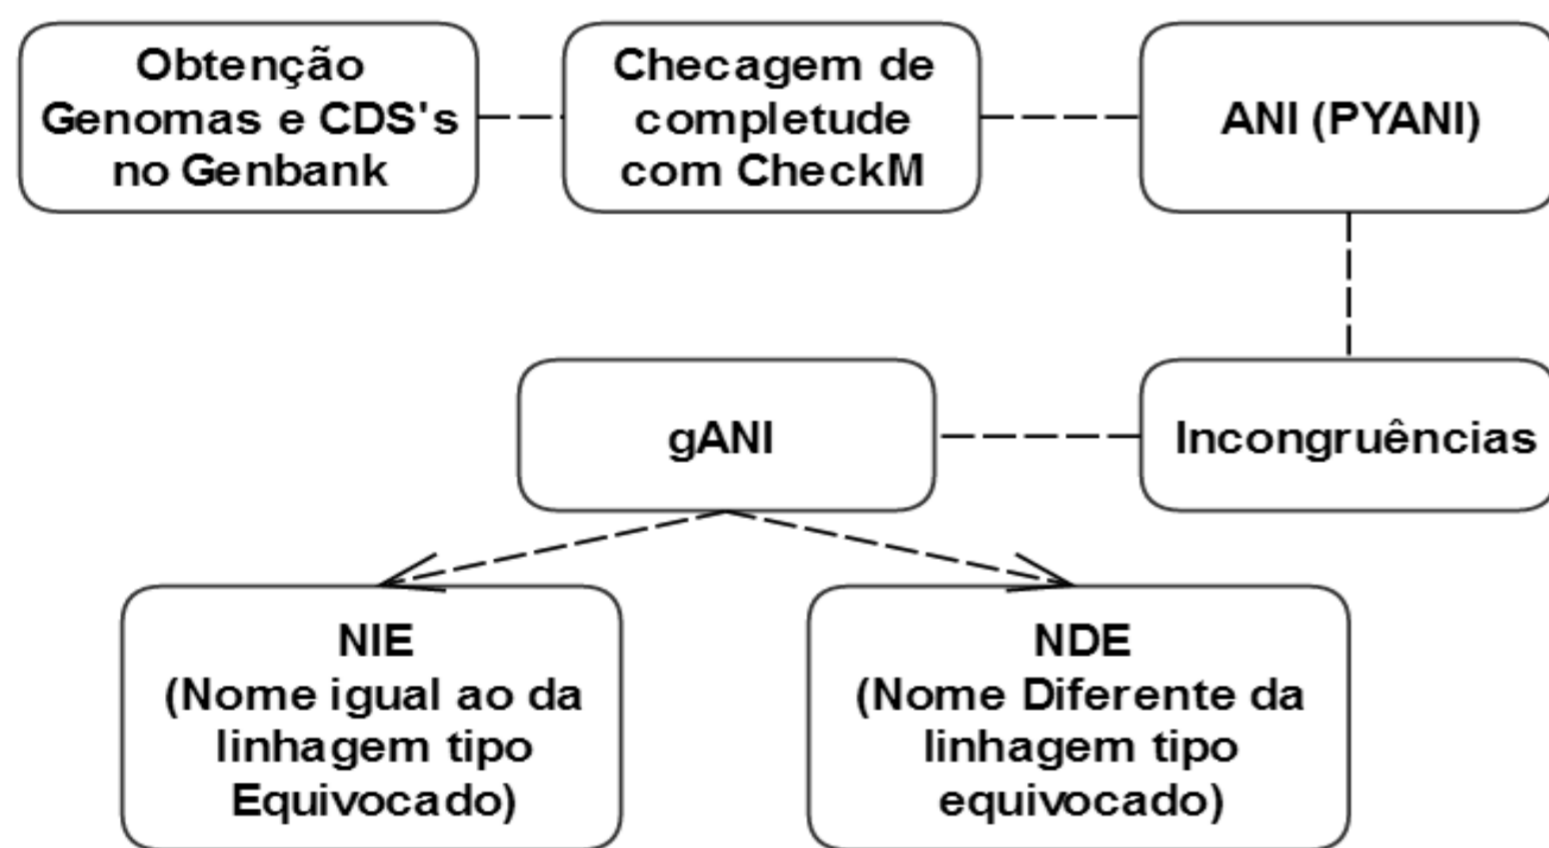 Obtenção
Genomas e CDS's
no Genbank
Checagem de
completude
com CheckM
ANI (PYANI)
gANI
Incongruências
NIE
(Nome igual ao da
linhagem tipo
Equivocado)
NDE
(Nome Diferente da
linhagem tipo
equivocado)